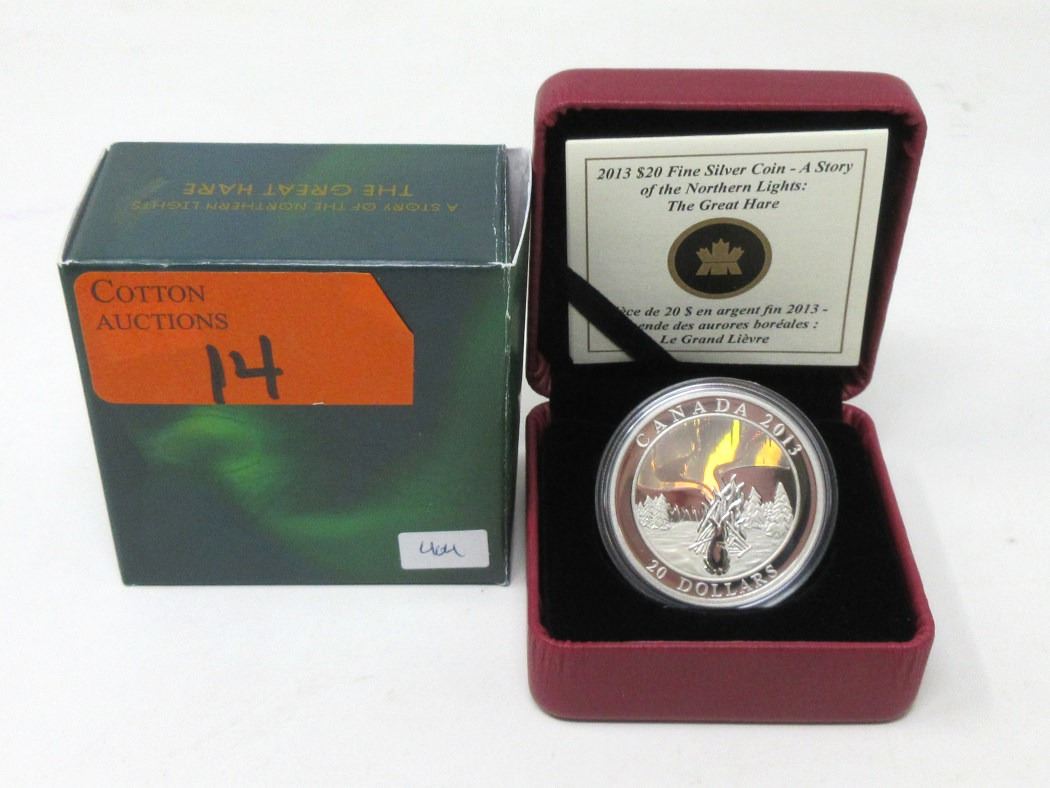 THE GREAT HARE
A STORY OF THE NORTHERN LIGHTS
COTTON
AUCTIONS
14
2013 $20 Fine Silver Coin - A Story
of the Northern Lights:
The Great Hare
de 20 $ en argent fin 2013 -
des aurores boréales :
Le Grand Lièvre
CANADA 2013
20 DOLLARS